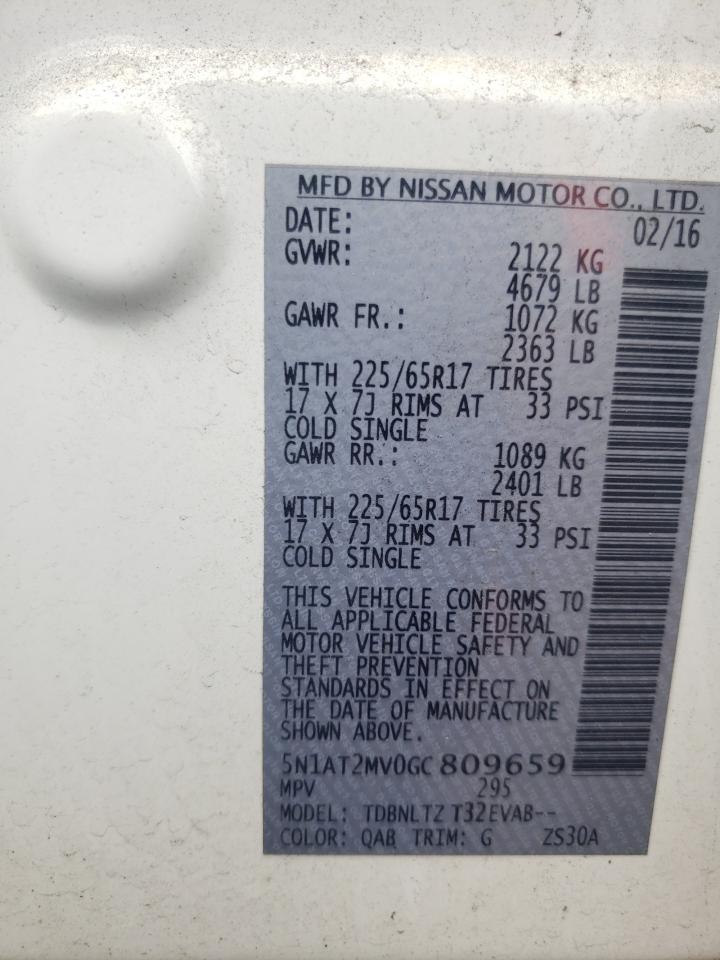 MFD BY NISSAN MOTOR CO., LTD.
DATE: 02/16
GVWR: 2122 KG
4679 LB
GAWR FR.: 1072 KG
2363 LB
WITH 225/65R17 TIRES
17 X 7J RIMS AT 33 PSI
COLD SINGLE
GAWR RR.: 1089 KG
2401 LB
WITH 225/65R17 TIRES
17 X 7J RIMS AT 33 PSI
COLD SINGLE
THIS VEHICLE CONFORMS TO
ALL APPLICABLE FEDERAL
MOTOR VEHICLE SAFETY AND
THEFT PREVENTION
STANDARDS IN EFFECT ON
THE DATE OF MANUFACTURE
SHOWN ABOVE.
5N1AT2MV0GC809659
MPV 295
MODEL: TDBNLTZ T32EVAB--
COLOR: QAB TRIM: G ZS30A